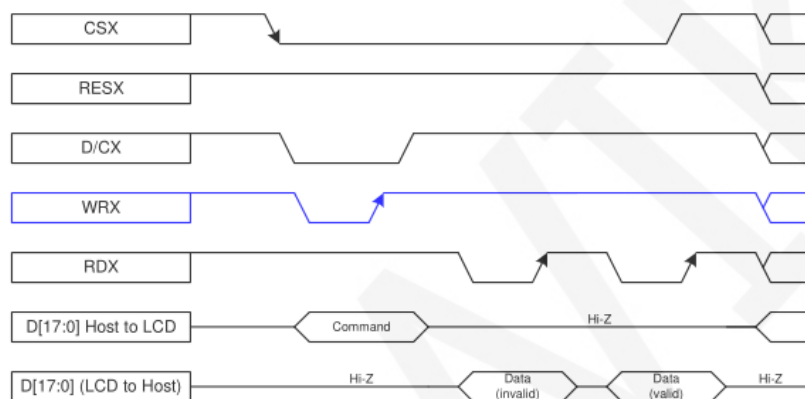 CSX
RESX
D/CX
WRX
RDX
D[17:0] Host to LCD
Command
Hi-Z
D[17:0] (LCD to Host)
Hi-Z
Data
(invalid)
Data
(valid)
Hi-Z